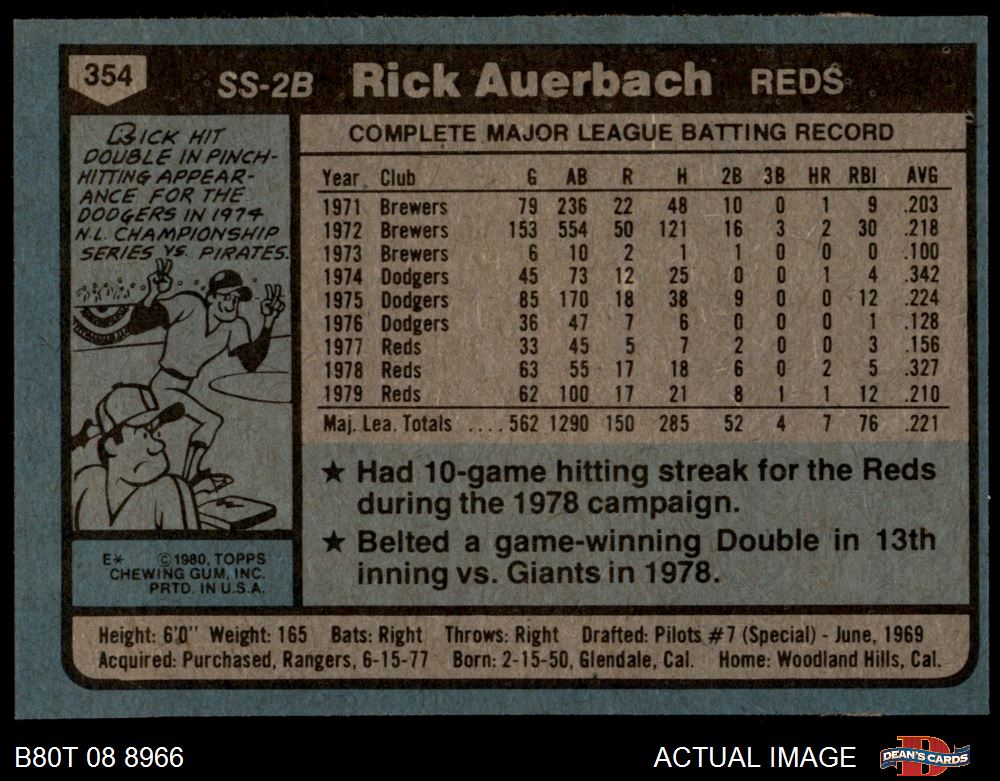 354 SS-2B Rick Auerbach REDS
RICK HIT
DOUBLE IN PINCH-
HITTING APPEAR-
ANCE FOR THE
DODGERS IN 1974
N.L. CHAMPIONSHIP
SERIES VS. PIRATES.
E* ©1980, TOPPS
CHEWING GUM, INC.
PRTD. IN U.S.A.
COMPLETE MAJOR LEAGUE BATTING RECORD
Year Club G AB R H 2B 3B HR RBI AVG
1971 Brewers 79 236 22 48 10 0 1 9 .203
1972 Brewers 153 554 50 121 16 3 2 30 .218
1973 Brewers 6 10 2 1 1 0 0 0 .100
1974 Dodgers 45 73 12 25 0 0 1 4 .342
1975 Dodgers 85 170 18 38 9 0 0 12 .224
1976 Dodgers 36 47 7 6 0 0 0 1 .128
1977 Reds 33 45 5 7 2 0 0 3 .156
1978 Reds 63 55 17 18 6 0 2 5 .327
1979 Reds 62 100 17 21 8 1 1 12 .210
Maj. Lea. Totals ....562 1290 150 285 52 4 7 76 .221
★ Had 10-game hitting streak for the Reds
during the 1978 campaign.
★ Belted a game-winning Double in 13th
inning vs. Giants in 1978.
Height: 6'0" Weight: 165 Bats: Right Throws: Right Drafted: Pilots #7 (Special) - June, 1969
Acquired: Purchased, Rangers, 6-15-77 Born: 2-15-50, Glendale, Cal. Home: Woodland Hills, Cal.
B80T 08 8966 ACTUAL IMAGE DEAN'S CARDS